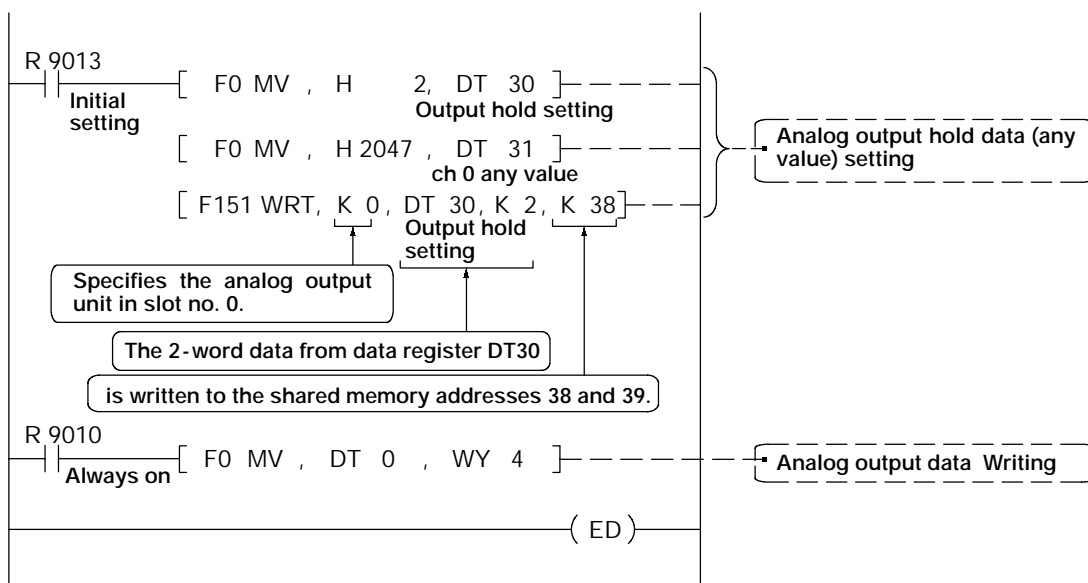 R 9013
[ F0 MV , H 2, DT 30 ]
Initial
setting
Output hold setting
[ F0 MV , H 2047 , DT 31 ]
ch 0 any value
[ F151 WRT, K 0, DT 30, K 2, K 38 ]
Output hold
setting
Analog output hold data (any
value) setting
Specifies the analog output
unit in slot no. 0.
The 2-word data from data register DT30
is written to the shared memory addresses 38 and 39.
R 9010
[ F0 MV , DT 0 , WY 4 ]
Always on
Analog output data Writing
( ED )